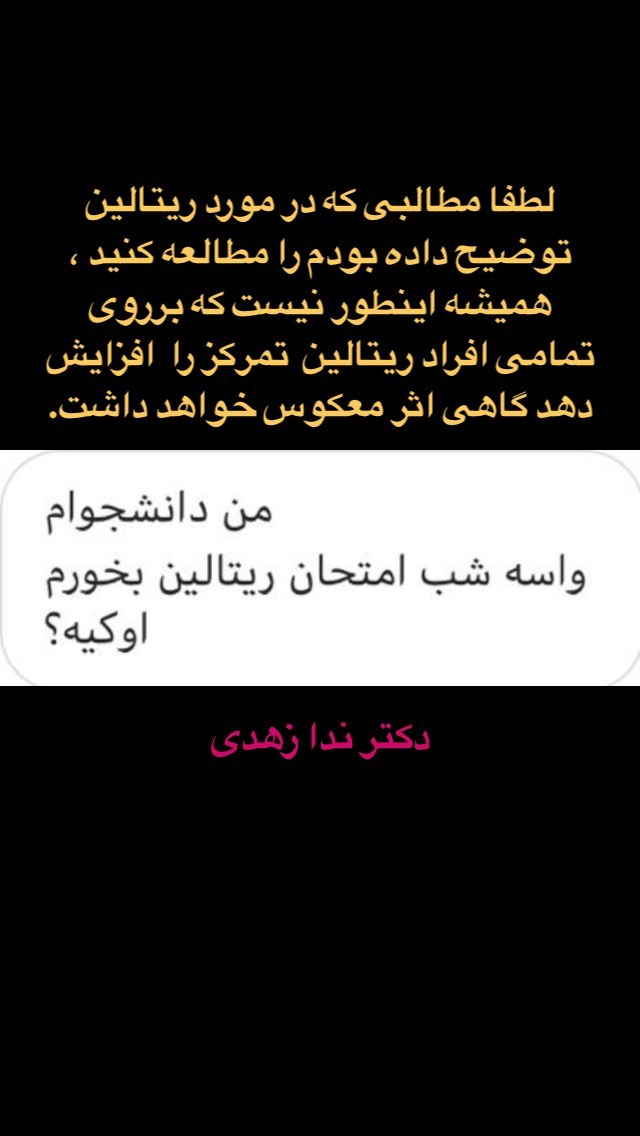 لطفا مطالبی که در مورد ریتالین
توضیح داده بودم را مطالعه کنید ،
همیشه اینطور نیست که برروی
تمامی افراد ریتالین تمرکز را افزایش
دهد گاهی اثر معکوس خواهد داشت.
من دانشجوام
واسه شب امتحان ریتالین بخورم
اوکیه؟
دکتر ندا زهدی